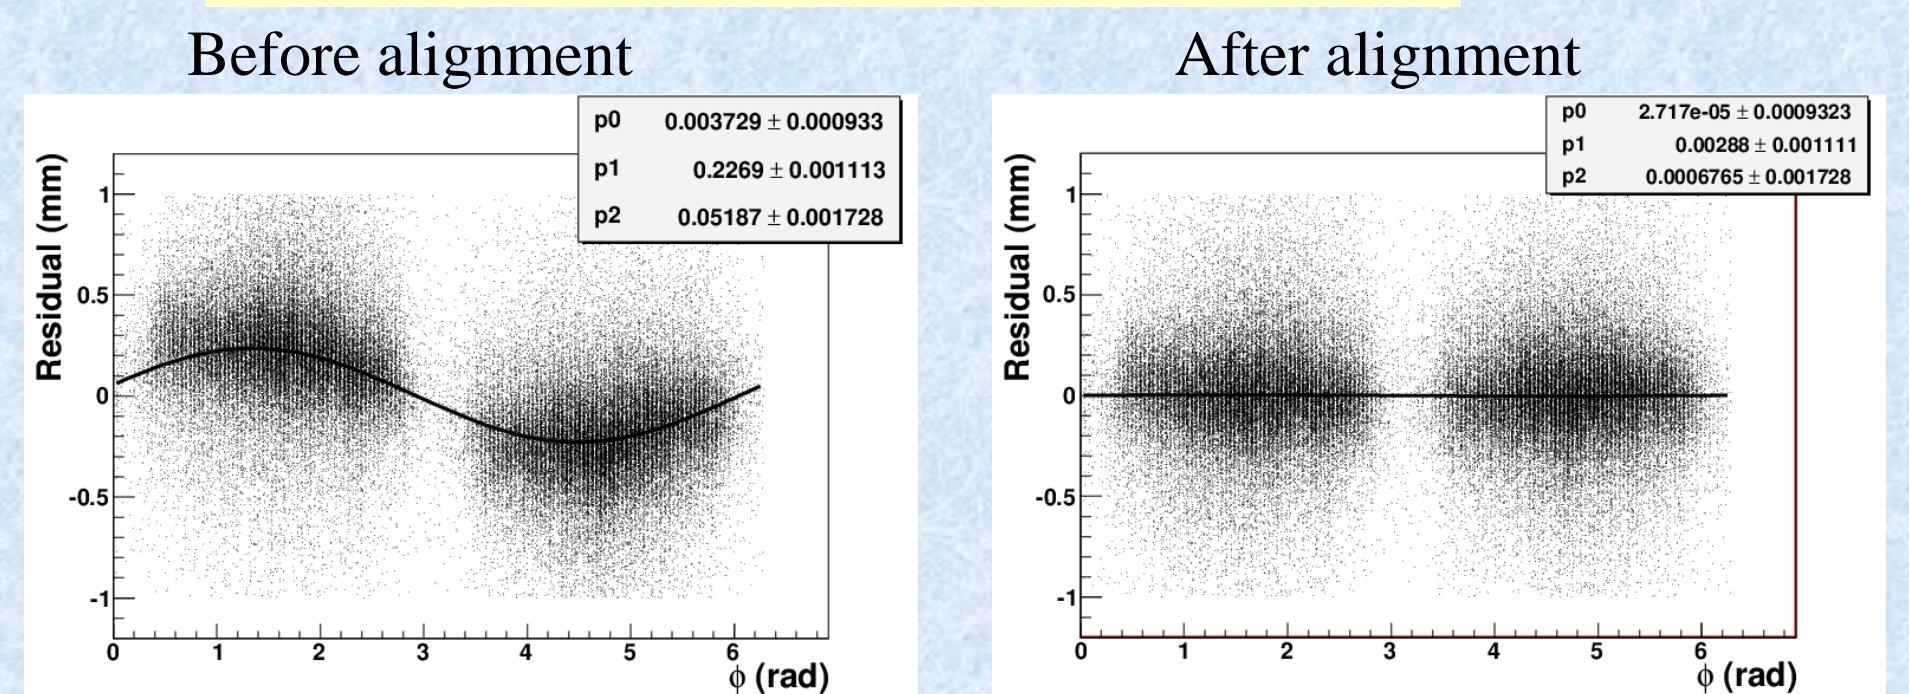 Before alignment
p0 0.003729 ± 0.000933
p1 0.2269 ± 0.001113
p2 0.05187 ± 0.001728
Residual (mm)
1
0.5
0
-0.5
-1
0 1 2 3 4 5 6
ϕ (rad)
After alignment
p0 2.717e-05 ± 0.0009323
p1 0.00288 ± 0.001111
p2 0.0006765 ± 0.001728
Residual (mm)
1
0.5
0
-0.5
-1
0 1 2 3 4 5 6
ϕ (rad)